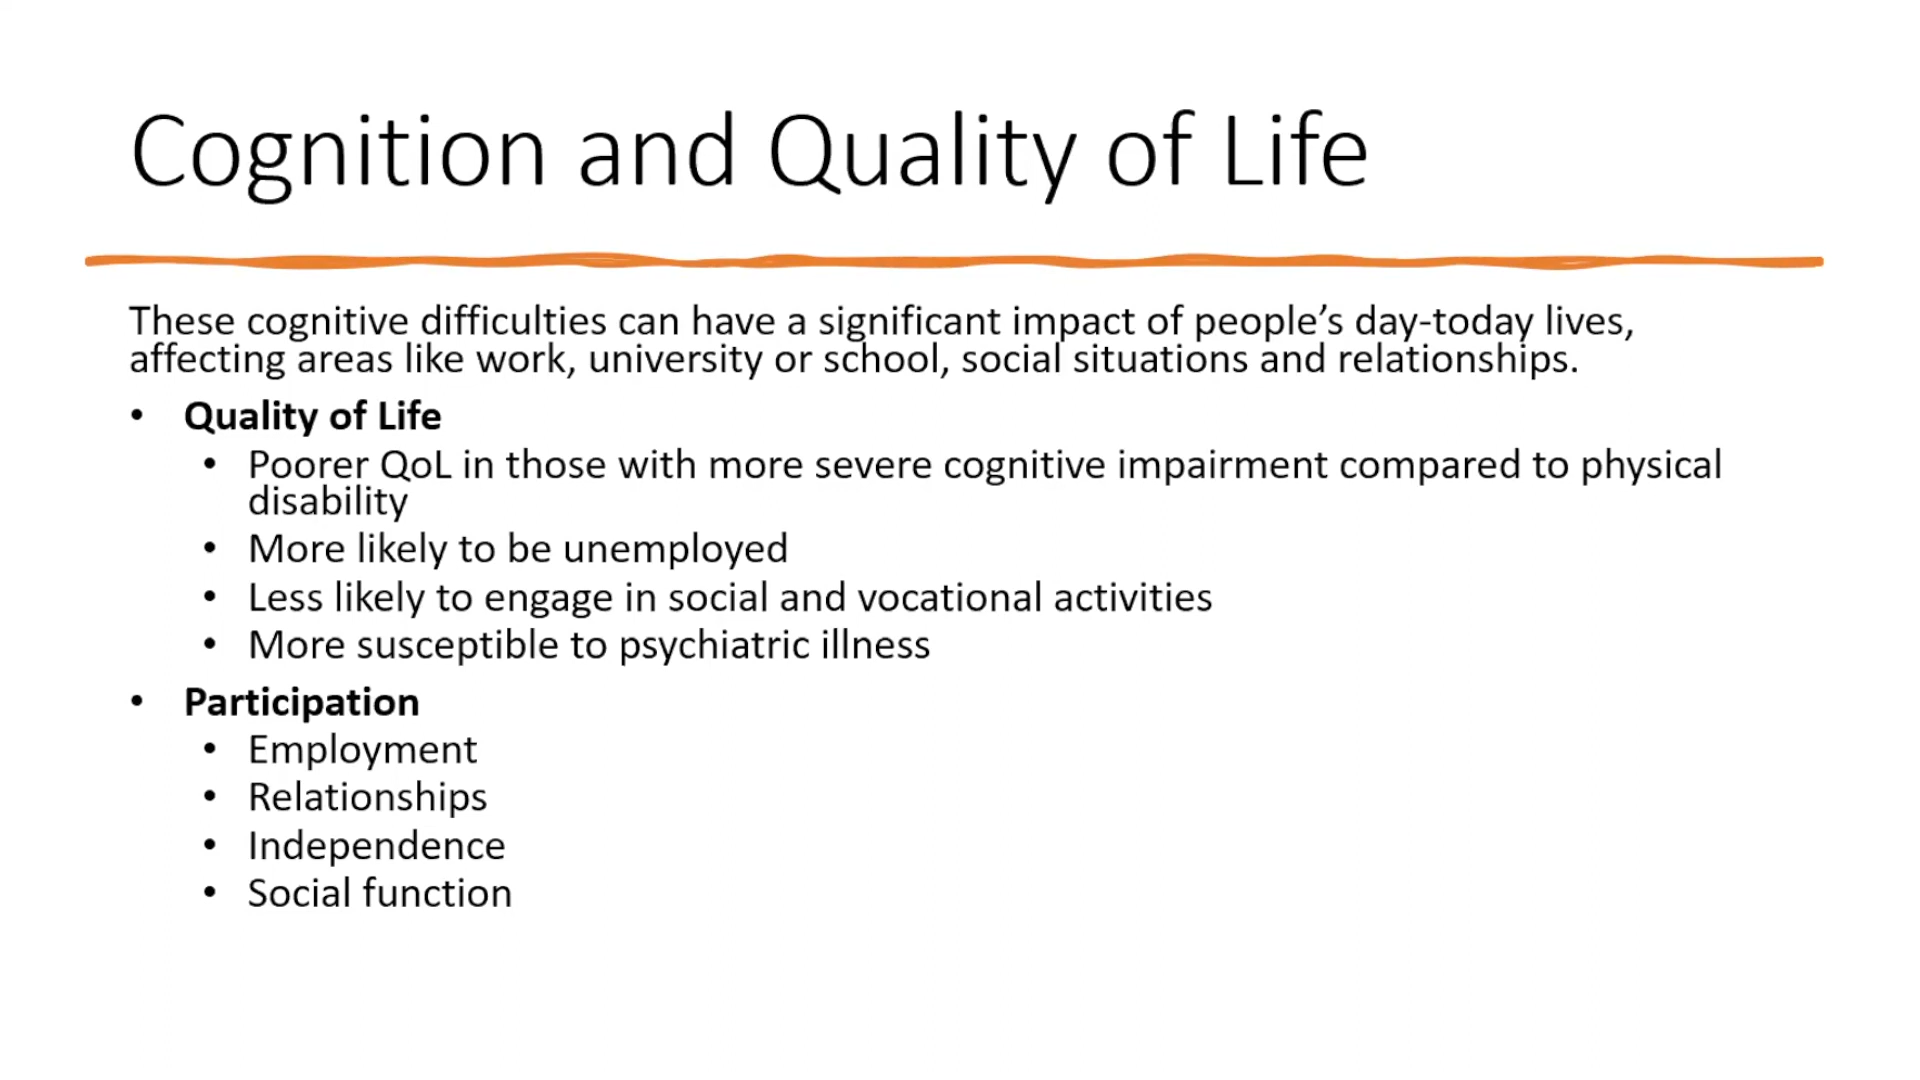 Cognition and Quality of Life
These cognitive difficulties can have a significant impact of people’s day-today lives,
affecting areas like work, university or school, social situations and relationships.
• Quality of Life
• Poorer QoL in those with more severe cognitive impairment compared to physical
disability
• More likely to be unemployed
• Less likely to engage in social and vocational activities
• More susceptible to psychiatric illness
• Participation
• Employment
• Relationships
• Independence
• Social function